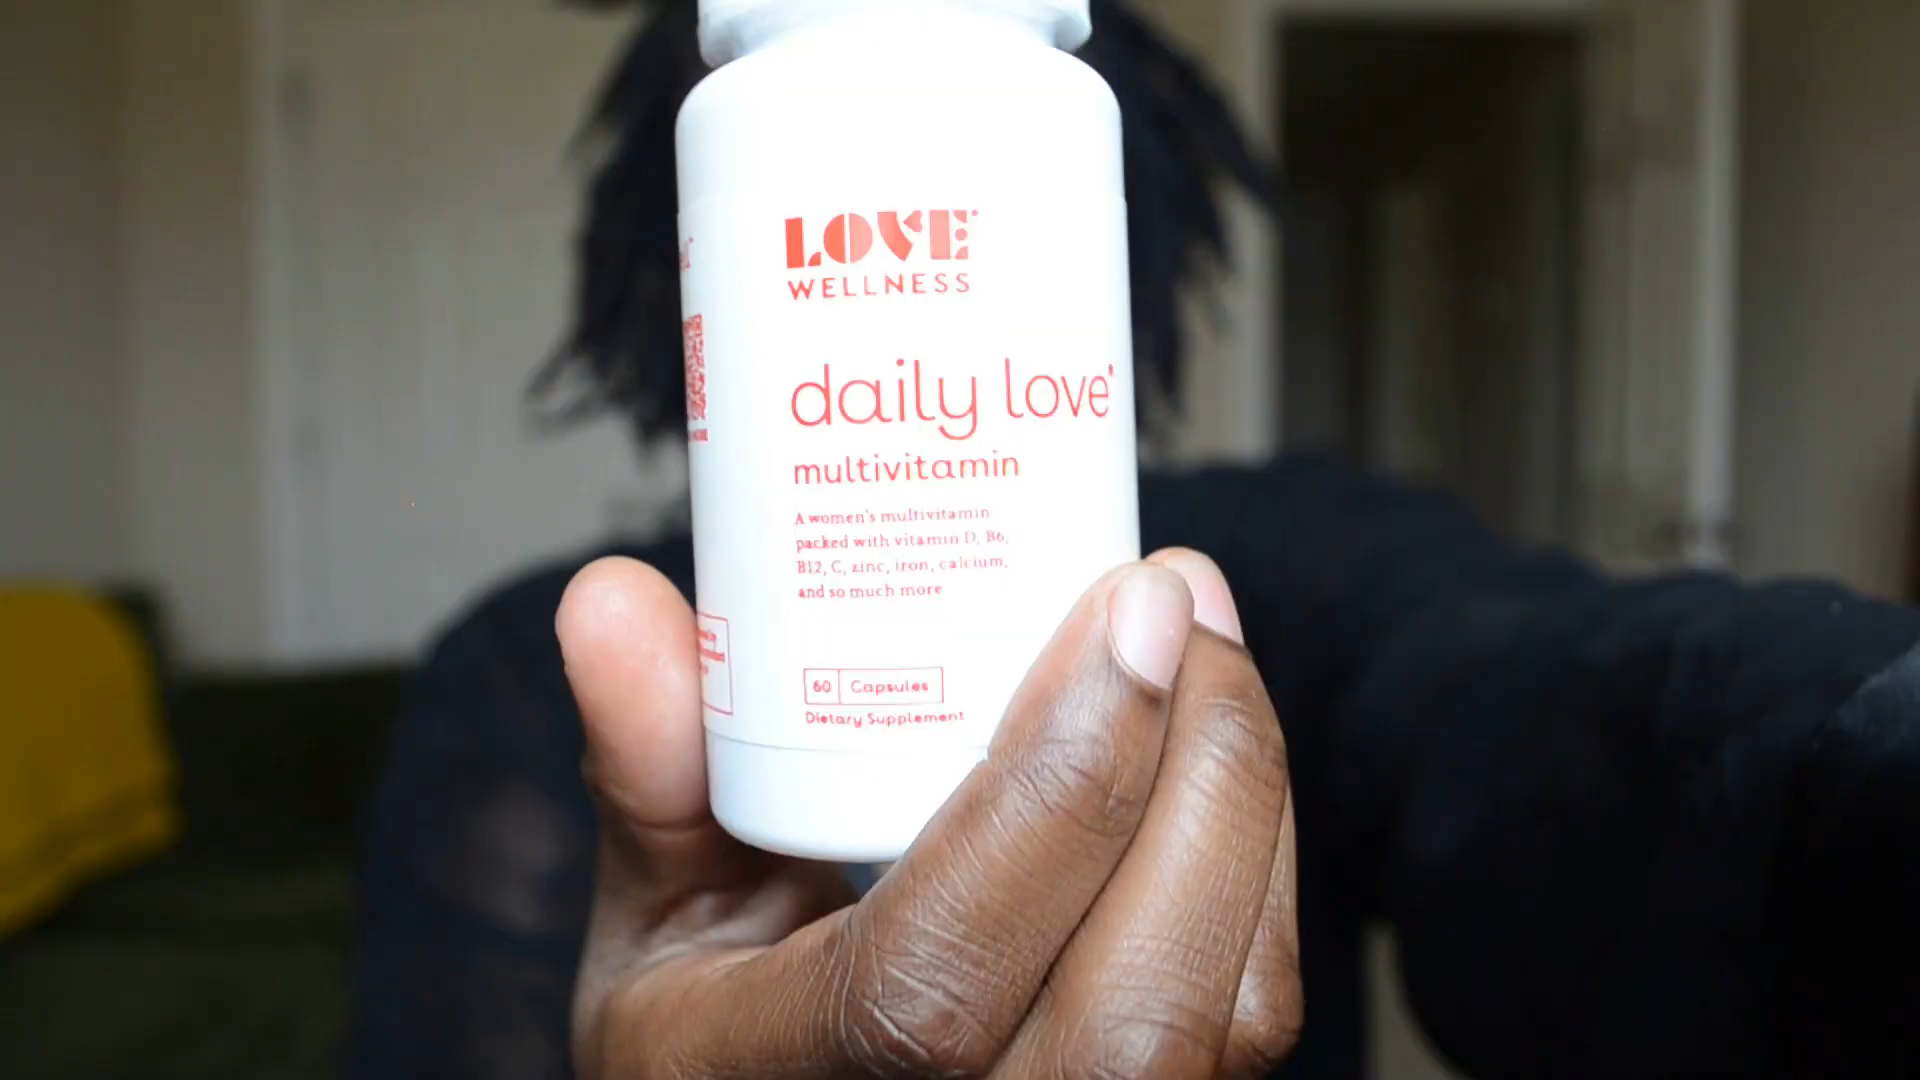 LOVE
WELLNESS
daily love
multivitamin
A women's multivitamin
packed with vitamin D, B6,
B12, C, zinc, iron, calcium,
and so much more
60 Capsules
Dietary Supplement